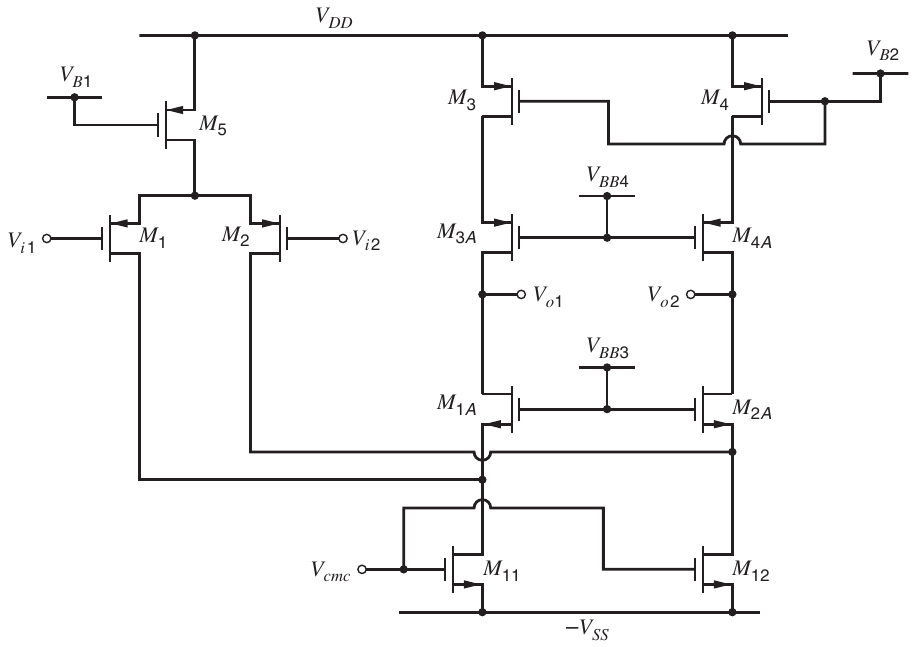 V_DD
V_B1
V_B2
M_3
M_4
M_5
V_BB4
V_i1
M_1
M_2
V_i2
M_3A
M_4A
V_o1
V_o2
V_BB3
M_1A
M_2A
V_cmc
M_11
M_12
−V_SS